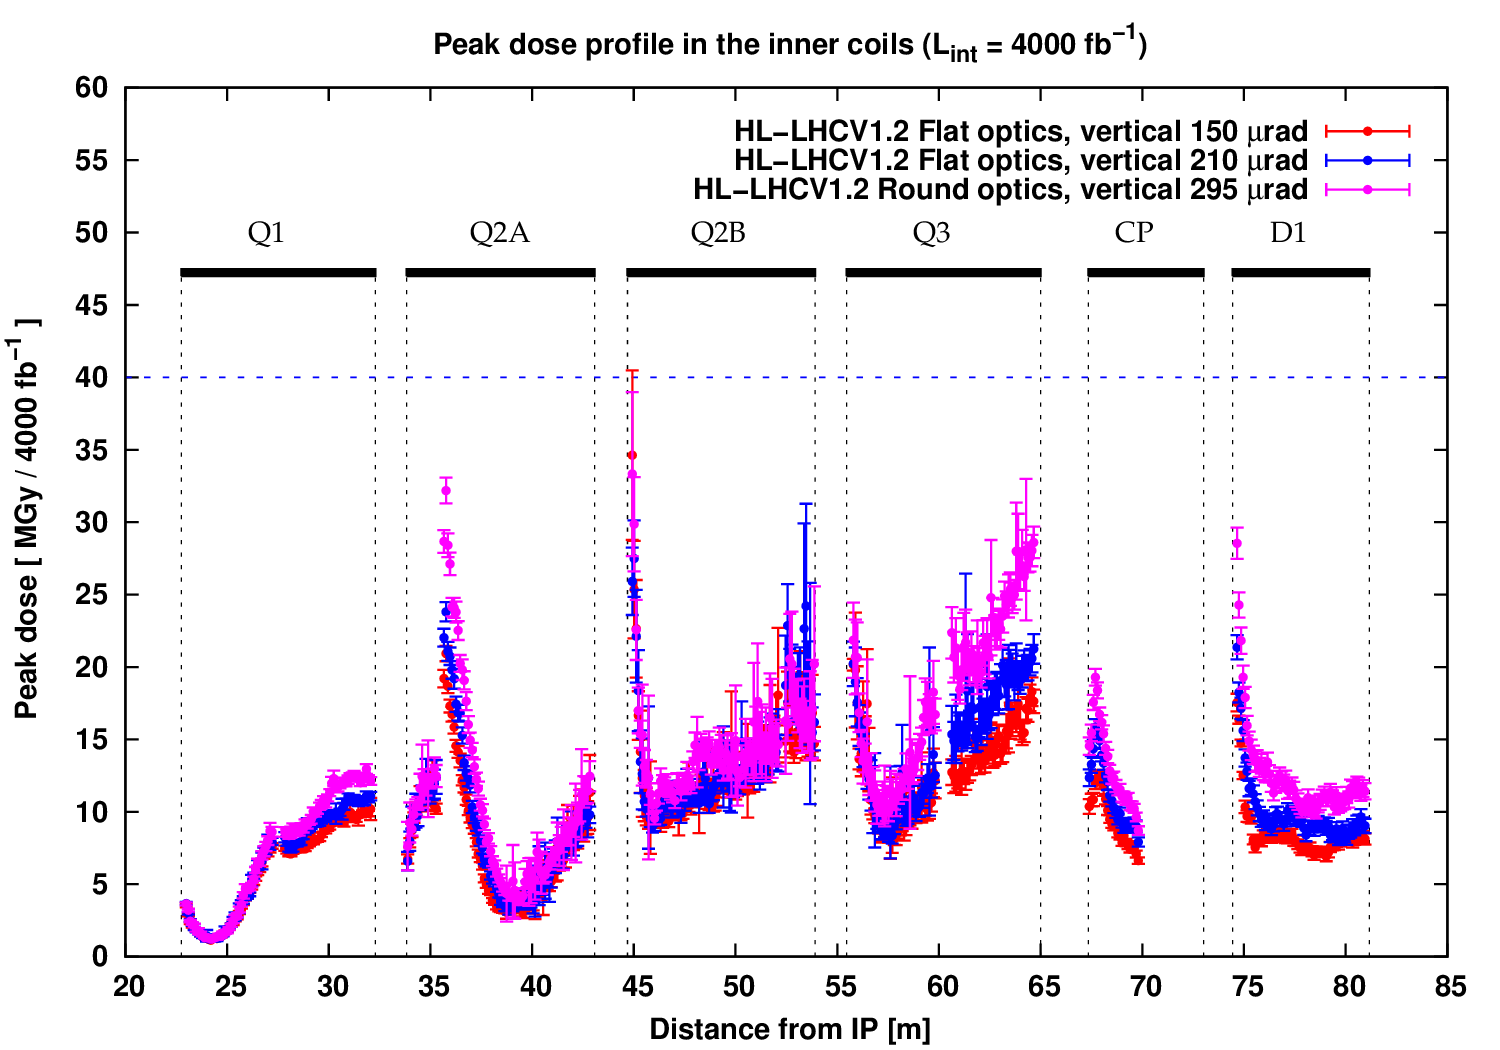 Peak dose profile in the inner coils (L_int = 4000 fb⁻¹)
60
55
50
45
40
35
30
25
20
15
10
5
0
Peak dose [ MGy / 4000 fb⁻¹ ]
HL−LHCV1.2 Flat optics, vertical 150 μrad
HL−LHCV1.2 Flat optics, vertical 210 μrad
HL−LHCV1.2 Round optics, vertical 295 μrad
Q1 Q2A Q2B Q3 CP D1
20 25 30 35 40 45 50 55 60 65 70 75 80 85
Distance from IP [m]